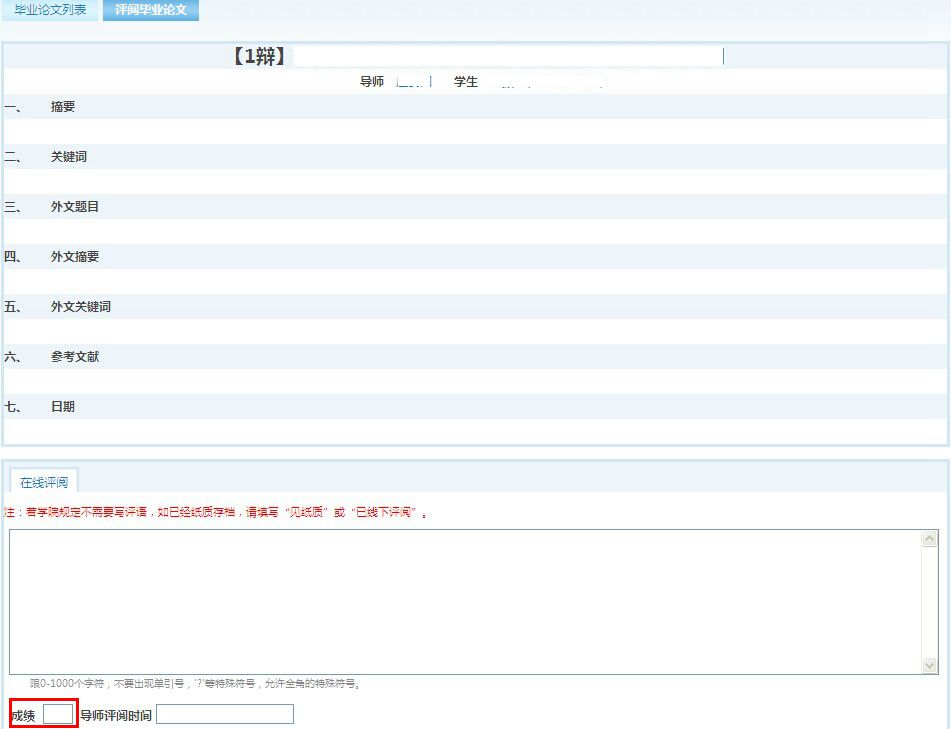 毕业论文列表 评阅毕业论文
【1辩】
导师 学生
一、 摘要
二、 关键词
三、 外文题目
四、 外文摘要
五、 外文关键词
六、 参考文献
七、 日期
在线评阅
注：若学院规定不需要写评语，如已经纸质存档，请填写“见纸质”或“已线下评阅”。
限0-1000个字符，不要出现单引号，'?'等特殊符号，允许全角的特殊符号。
成绩 导师评阅时间